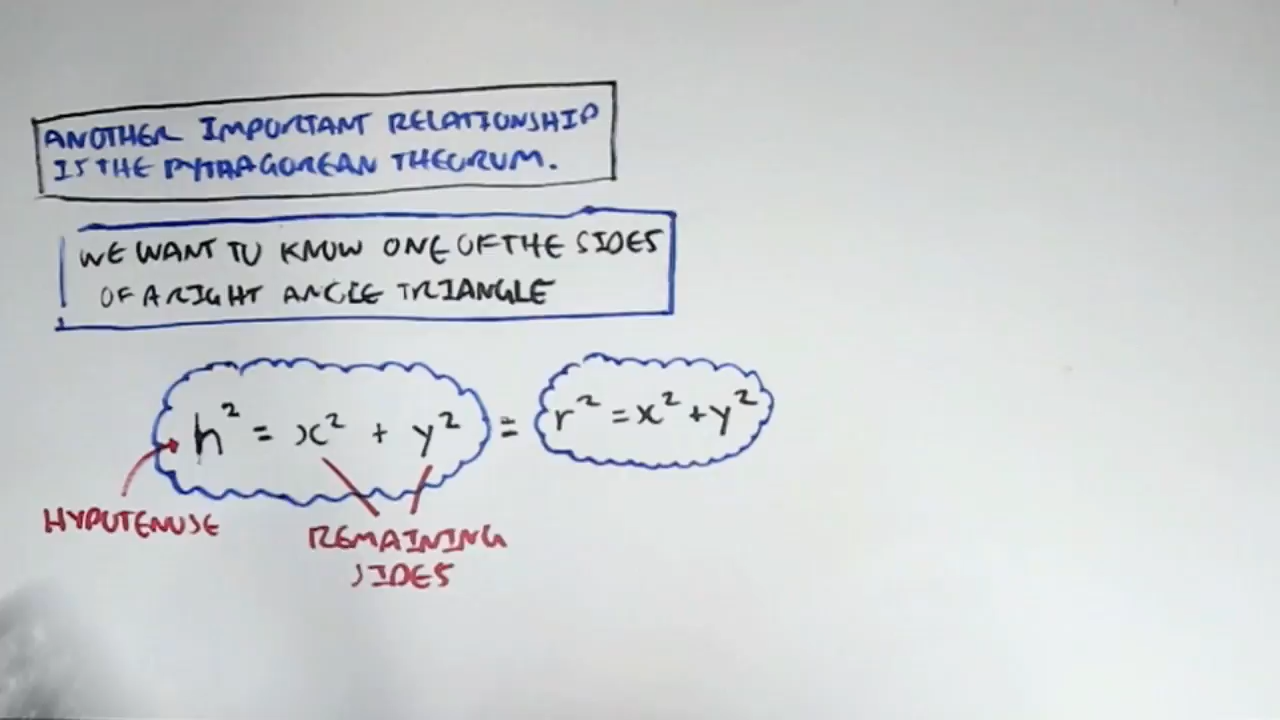 ANOTHER IMPORTANT RELATIONSHIP
IS THE PYTHAGOREAN THEORUM.
WE WANT TO KNOW ONE OF THE SIDES
OF A RIGHT ANGLE TRIANGLE
h² = x² + y² = r² = x² + y²
HYPOTENUSE
REMAINING
SIDES